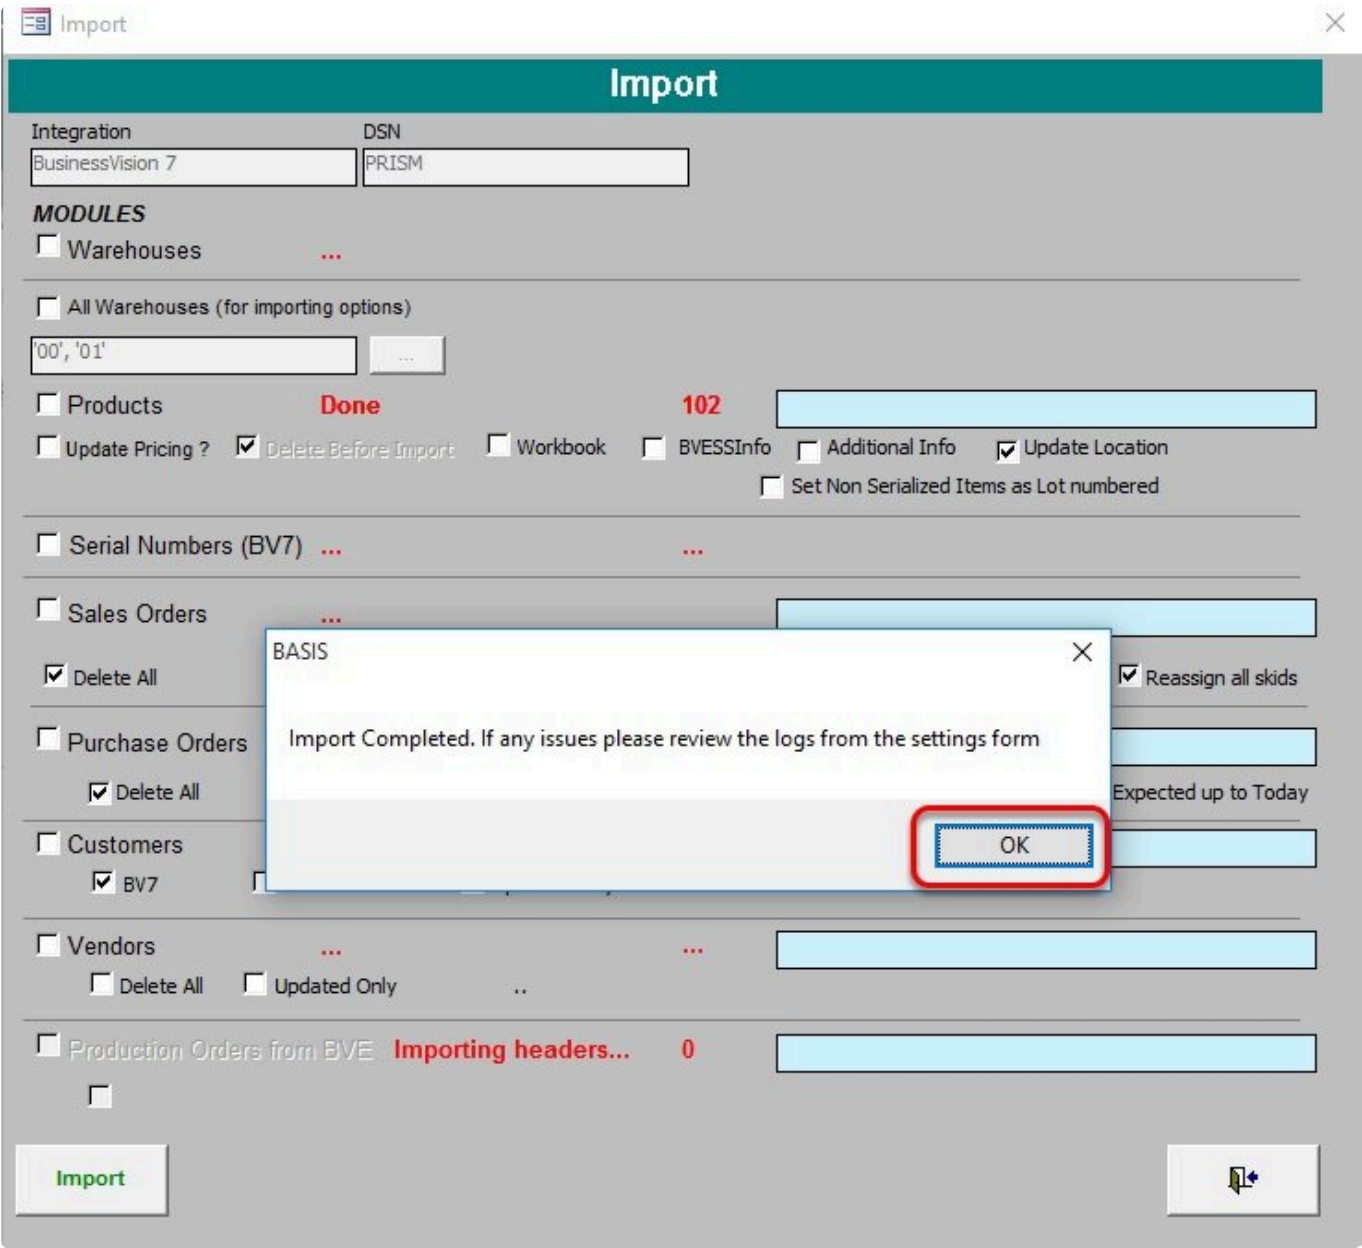 Import
Import
Integration DSN
BusinessVision 7 PRISM
MODULES
Warehouses ...
All Warehouses (for importing options)
'00', '01' ...
Products Done 102
Update Pricing ? Delete Before Import Workbook BVESSInfo Additional Info Update Location
Set Non Serialized Items as Lot numbered
Serial Numbers (BV7) ... ...
Sales Orders ...
BASIS
Delete All Reassign all skids
Import Completed. If any issues please review the logs from the settings form
Purchase Orders
Delete All Expected up to Today
Customers
OK
BV7
Vendors ... ...
Delete All Updated Only ..
Production Orders from BVE Importing headers... 0
Import